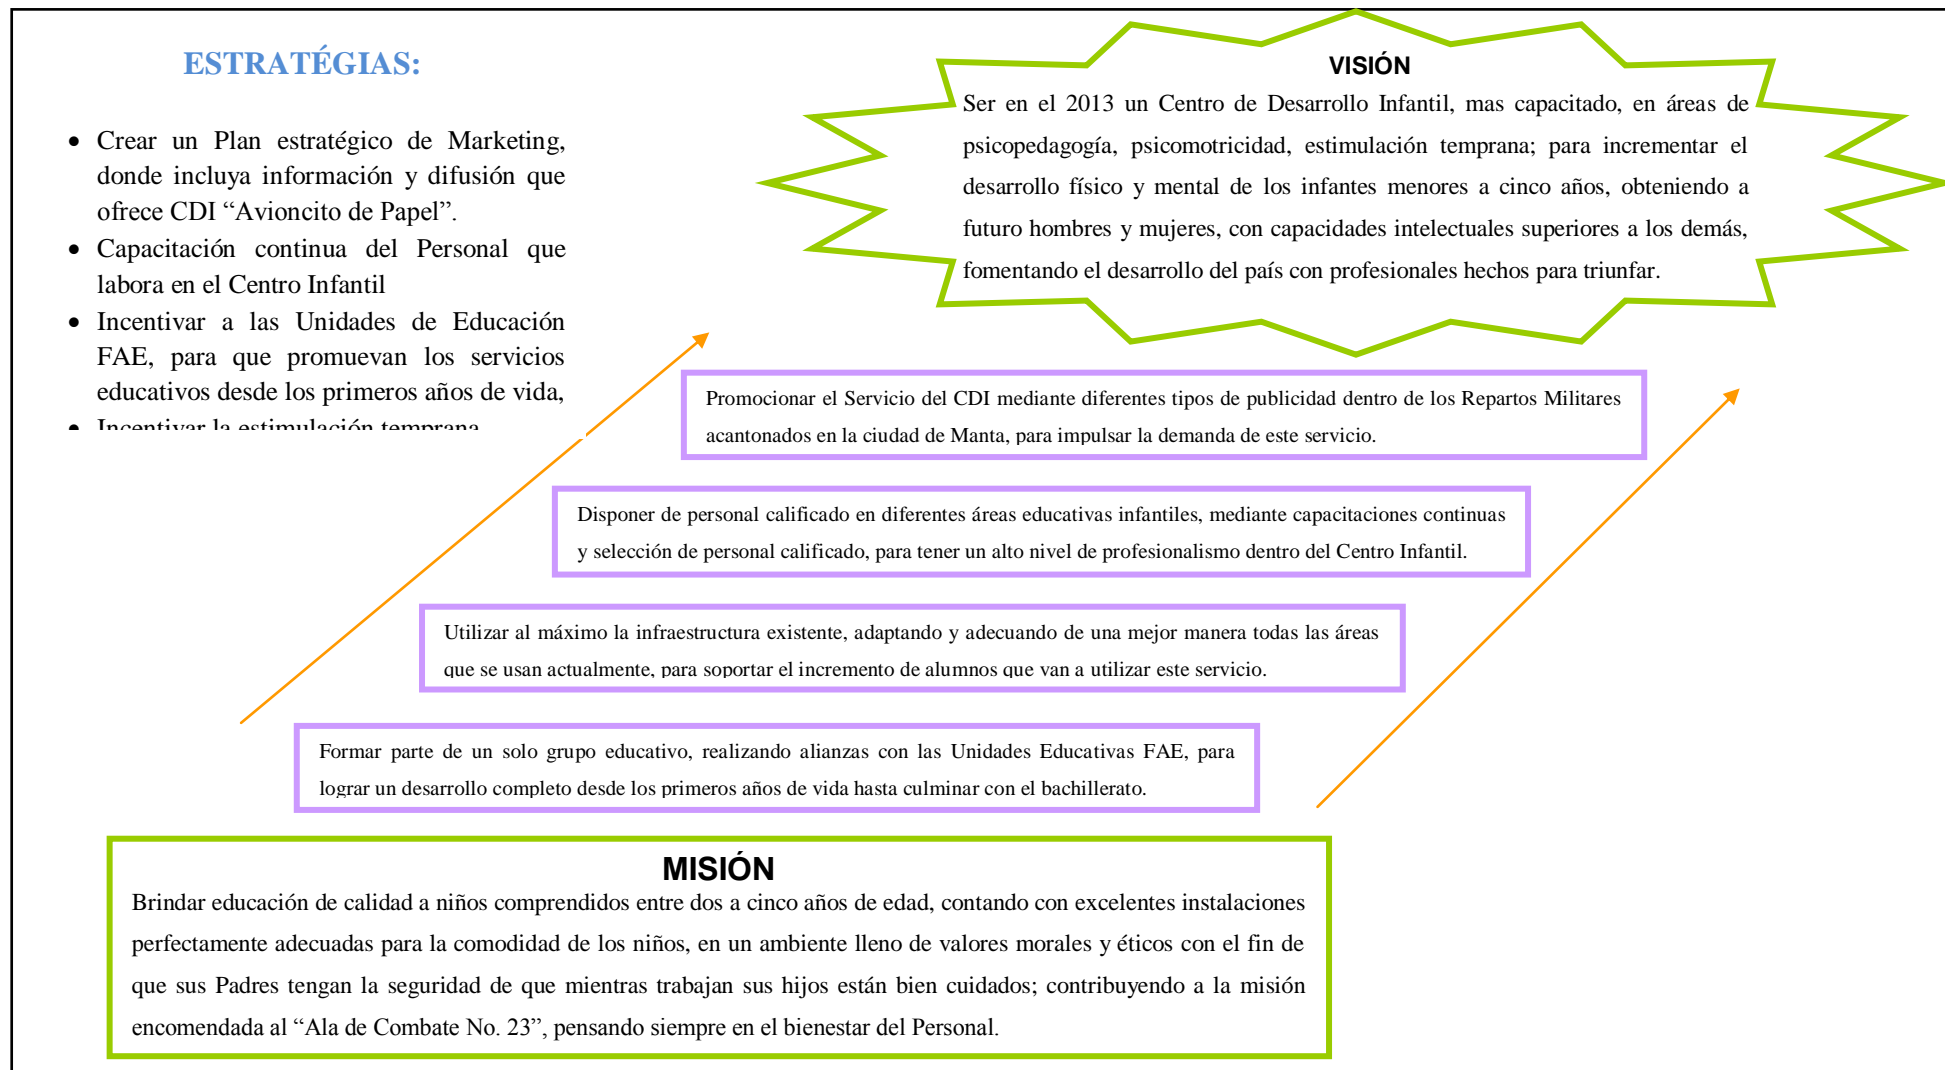 ESTRATÉGIAS:
• Crear un Plan estratégico de Marketing,
donde incluya información y difusión que
ofrece CDI “Avioncito de Papel”.
• Capacitación continua del Personal que
labora en el Centro Infantil
• Incentivar a las Unidades de Educación
FAE, para que promuevan los servicios
educativos desde los primeros años de vida,
• Incentivar la estimulación temprana
VISIÓN
Ser en el 2013 un Centro de Desarrollo Infantil, mas capacitado, en áreas de
psicopedagogía, psicomotricidad, estimulación temprana; para incrementar el
desarrollo físico y mental de los infantes menores a cinco años, obteniendo a
futuro hombres y mujeres, con capacidades intelectuales superiores a los demás,
fomentando el desarrollo del país con profesionales hechos para triunfar.
Promocionar el Servicio del CDI mediante diferentes tipos de publicidad dentro de los Repartos Militares
acantonados en la ciudad de Manta, para impulsar la demanda de este servicio.
Disponer de personal calificado en diferentes áreas educativas infantiles, mediante capacitaciones continuas
y selección de personal calificado, para tener un alto nivel de profesionalismo dentro del Centro Infantil.
Utilizar al máximo la infraestructura existente, adaptando y adecuando de una mejor manera todas las áreas
que se usan actualmente, para soportar el incremento de alumnos que van a utilizar este servicio.
Formar parte de un solo grupo educativo, realizando alianzas con las Unidades Educativas FAE, para
lograr un desarrollo completo desde los primeros años de vida hasta culminar con el bachillerato.
MISIÓN
Brindar educación de calidad a niños comprendidos entre dos a cinco años de edad, contando con excelentes instalaciones
perfectamente adecuadas para la comodidad de los niños, en un ambiente lleno de valores morales y éticos con el fin de
que sus Padres tengan la seguridad de que mientras trabajan sus hijos están bien cuidados; contribuyendo a la misión
encomendada al “Ala de Combate No. 23”, pensando siempre en el bienestar del Personal.